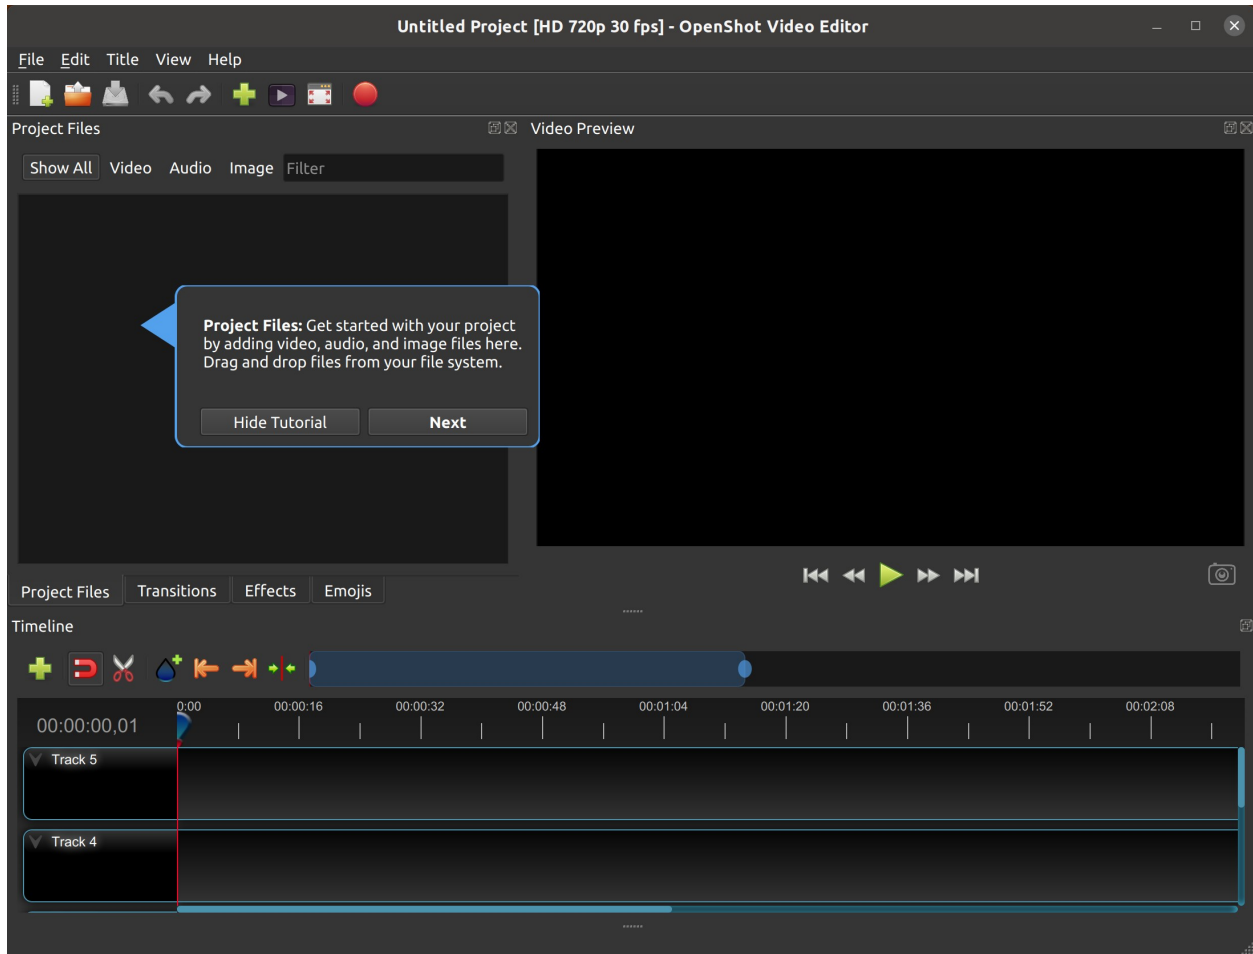 Untitled Project [HD 720p 30 fps] - OpenShot Video Editor
File Edit Title View Help
Project Files
Video Preview
Show All Video Audio Image Filter
Project Files: Get started with your project
by adding video, audio, and image files here.
Drag and drop files from your file system.
Hide Tutorial Next
Project Files Transitions Effects Emojis
Timeline
00:00:00,01
0:00 00:00:16 00:00:32 00:00:48 00:01:04 00:01:20 00:01:36 00:01:52 00:02:08
Track 5
Track 4